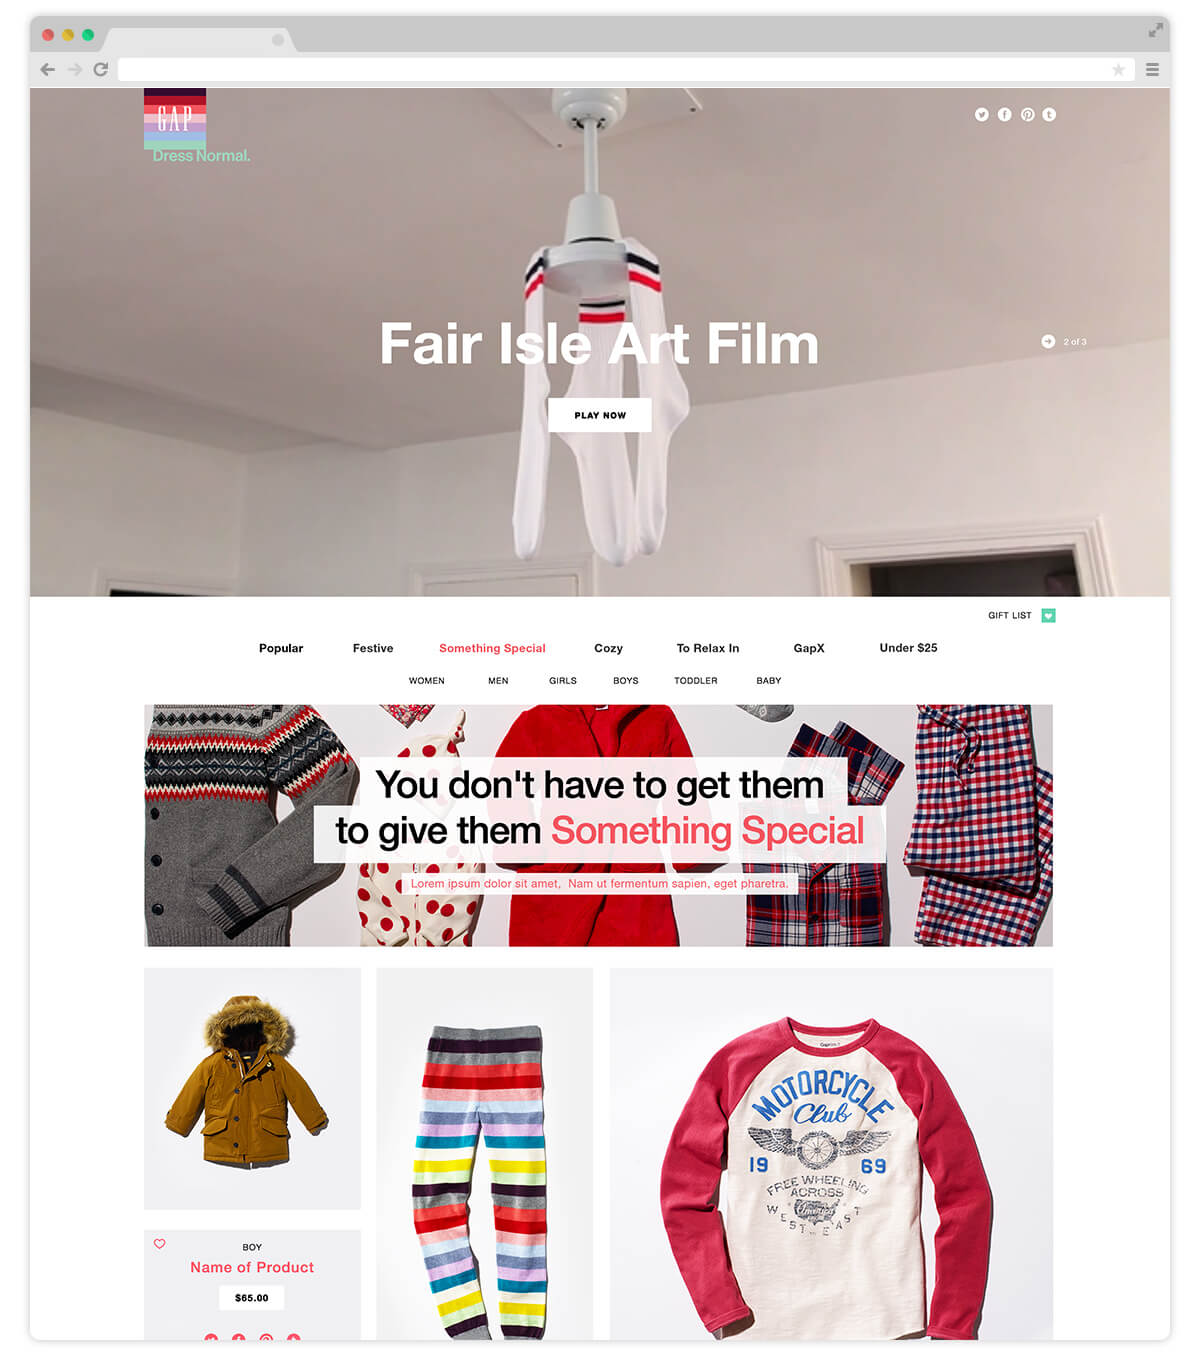 GAP
Dress Normal.
Fair Isle Art Film
2 of 3
PLAY NOW
GIFT LIST
Popular Festive Something Special Cozy To Relax In GapX Under $25
WOMEN MEN GIRLS BOYS TODDLER BABY
You don't have to get them
to give them Something Special
Lorem ipsum dolor sit amet, Nam ut fermentum sapien, eget pharetra.
MOTORCYCLE
Club
19 69
FREE WHEELING
ACROSS
America
BOY
Name of Product
$65.00